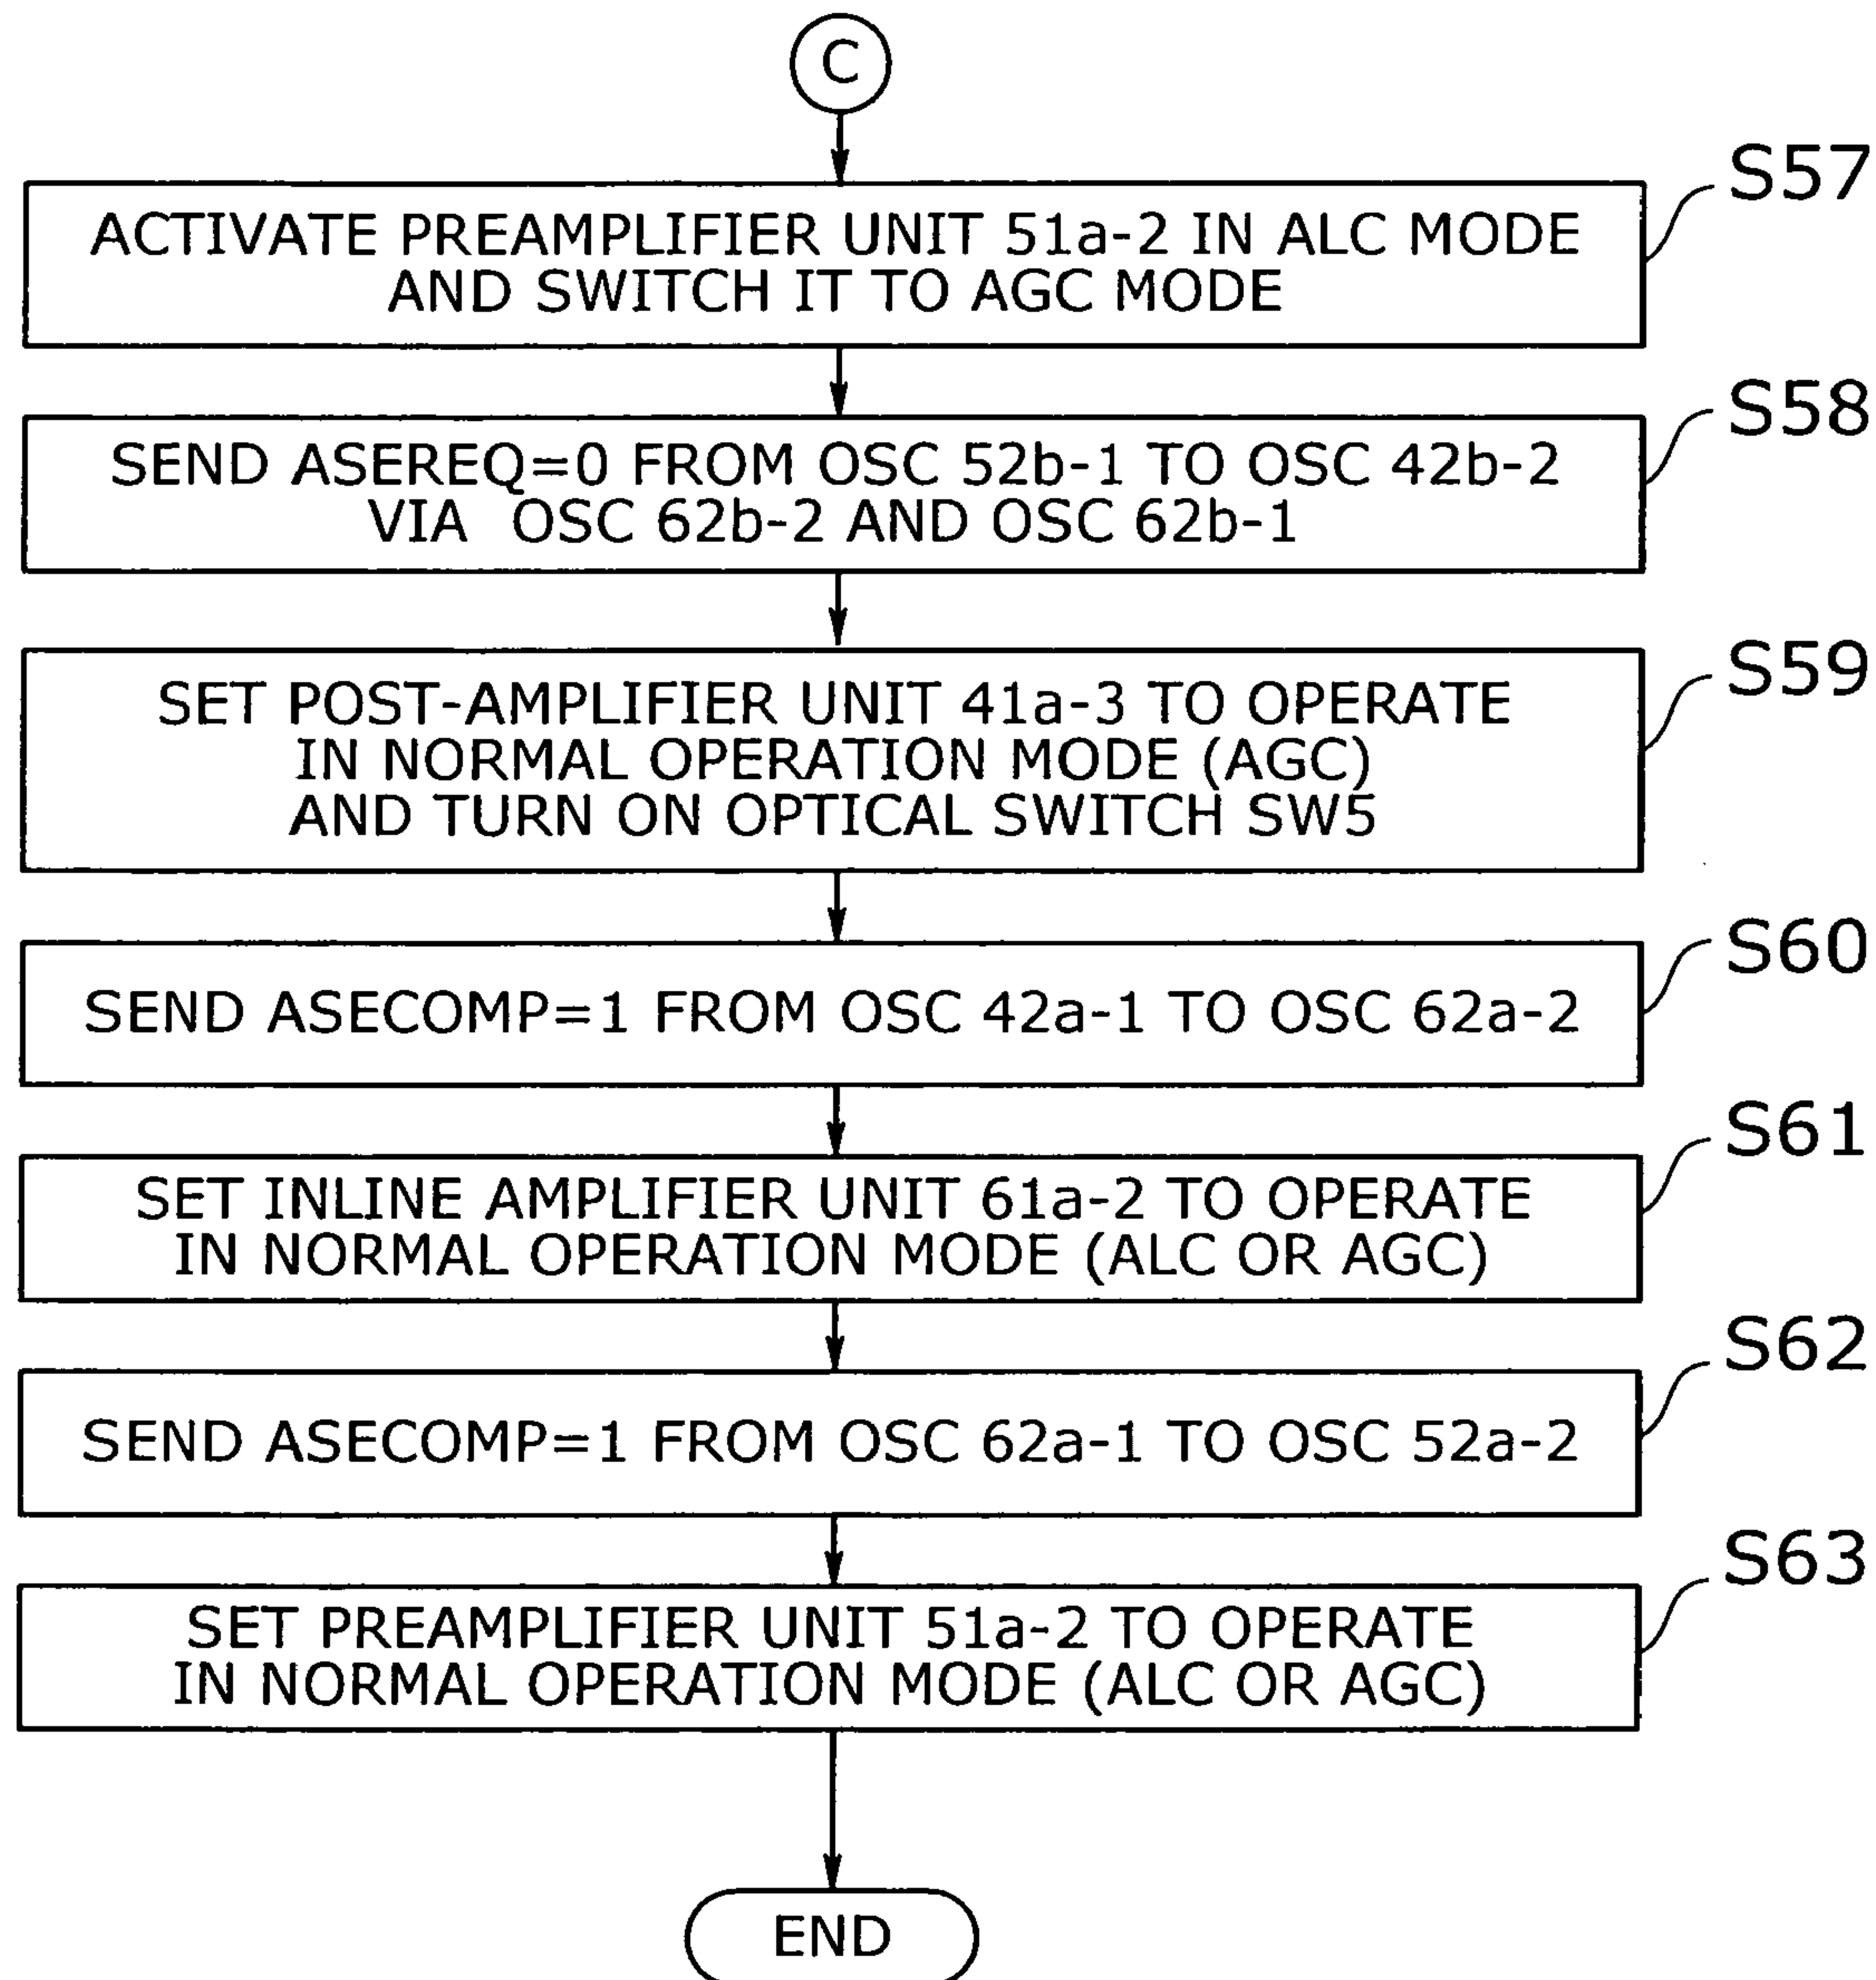 C
S57
ACTIVATE PREAMPLIFIER UNIT 51a-2 IN ALC MODE
AND SWITCH IT TO AGC MODE
S58
SEND ASEREQ=0 FROM OSC 52b-1 TO OSC 42b-2
VIA OSC 62b-2 AND OSC 62b-1
S59
SET POST-AMPLIFIER UNIT 41a-3 TO OPERATE
IN NORMAL OPERATION MODE (AGC)
AND TURN ON OPTICAL SWITCH SW5
S60
SEND ASECOMP=1 FROM OSC 42a-1 TO OSC 62a-2
S61
SET INLINE AMPLIFIER UNIT 61a-2 TO OPERATE
IN NORMAL OPERATION MODE (ALC OR AGC)
S62
SEND ASECOMP=1 FROM OSC 62a-1 TO OSC 52a-2
S63
SET PREAMPLIFIER UNIT 51a-2 TO OPERATE
IN NORMAL OPERATION MODE (ALC OR AGC)
END